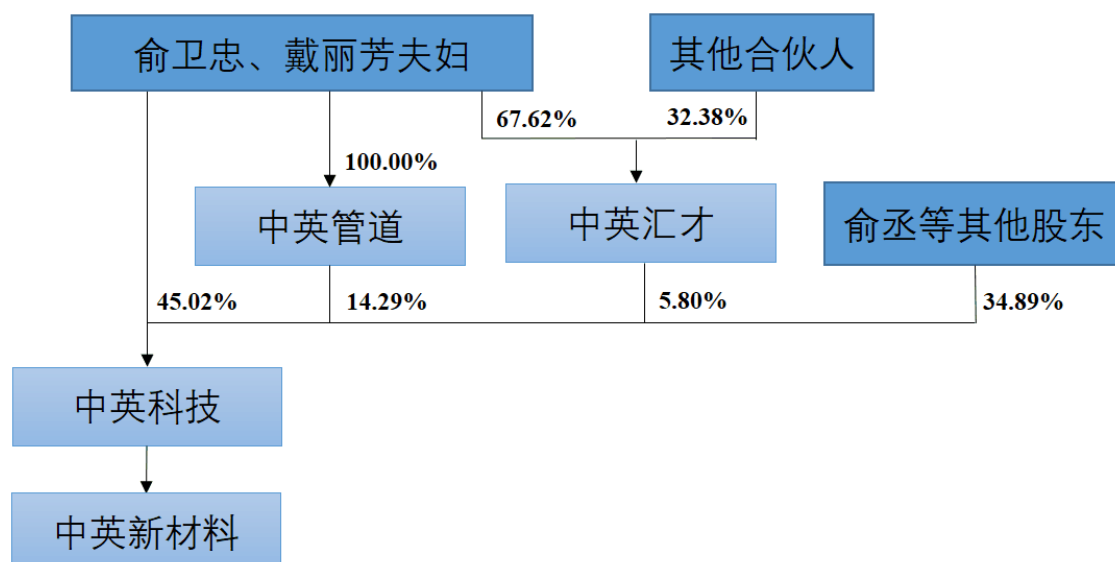 俞卫忠、戴丽芳夫妇
其他合伙人
67.62%
32.38%
100.00%
中英管道
中英汇才
俞丞等其他股东
45.02%
14.29%
5.80%
34.89%
中英科技
中英新材料